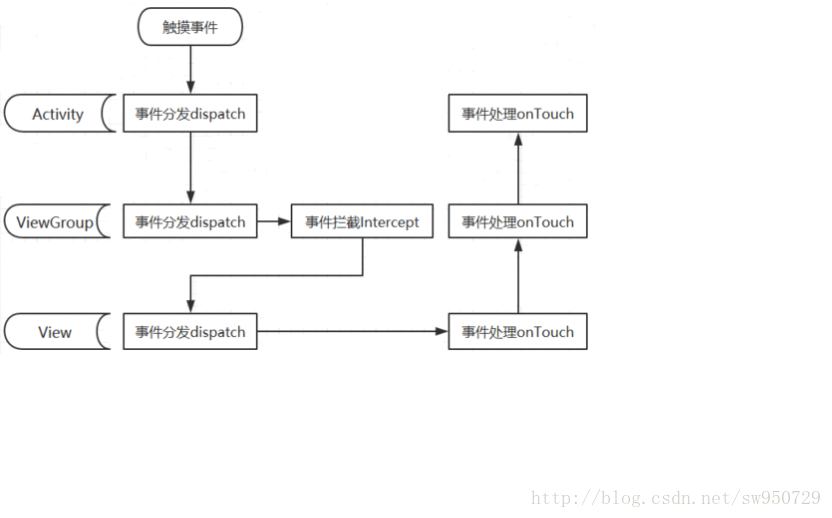 触摸事件
Activity
事件分发dispatch
事件处理onTouch
ViewGroup
事件分发dispatch
事件拦截Intercept
事件处理onTouch
View
事件分发dispatch
事件处理onTouch
http://blog.csdn.net/sw950729